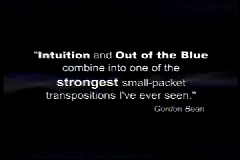 "Intuition and Out of the Blue
combine into one of the
strongest small-packet
transpositions I've ever seen."
Gordon Bean